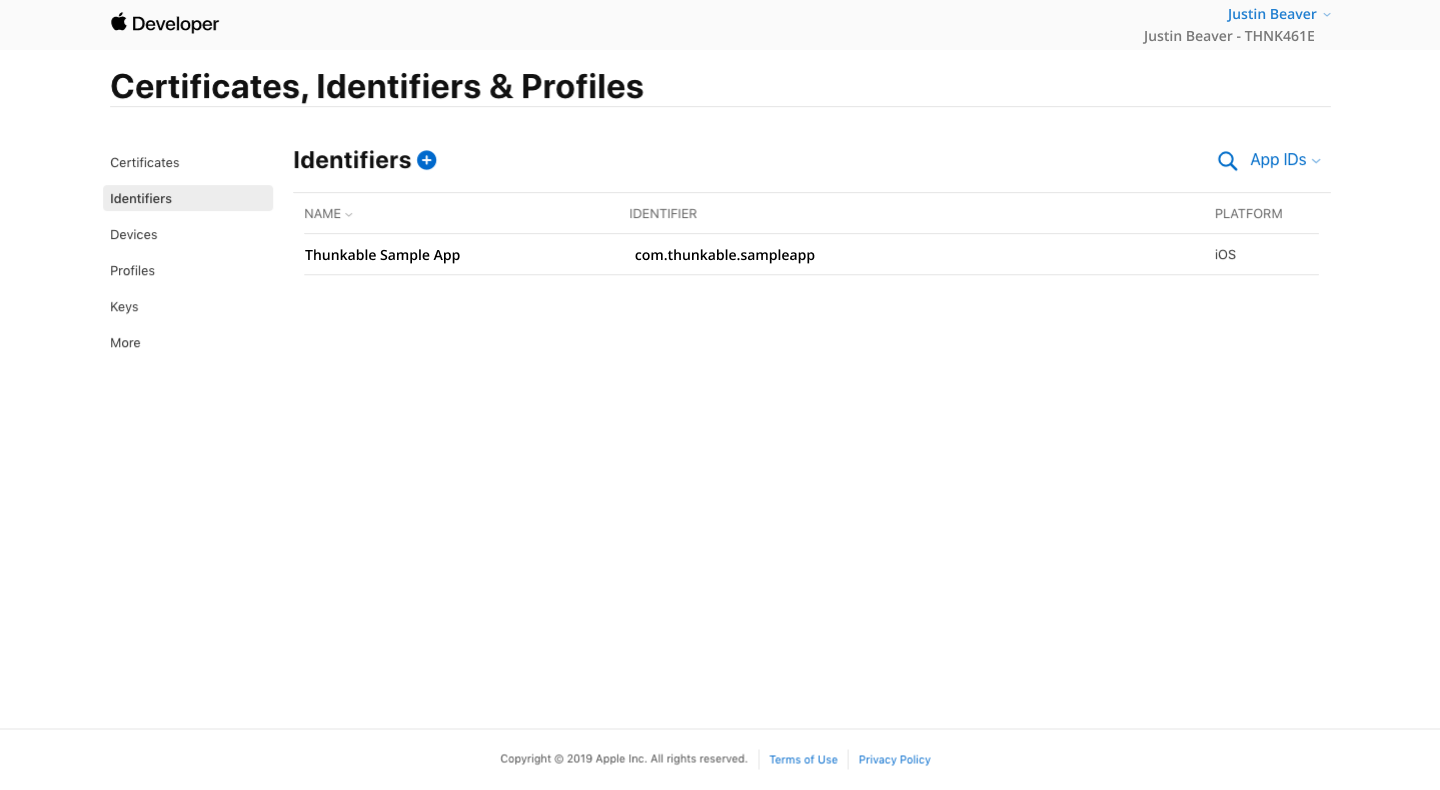 Developer
Justin Beaver
Justin Beaver - THNK461E
Certificates, Identifiers & Profiles
Certificates
Identifiers
Devices
Profiles
Keys
More
Identifiers
App IDs
NAME IDENTIFIER PLATFORM
Thunkable Sample App com.thunkable.sampleapp iOS
Copyright © 2019 Apple Inc. All rights reserved. Terms of Use Privacy Policy